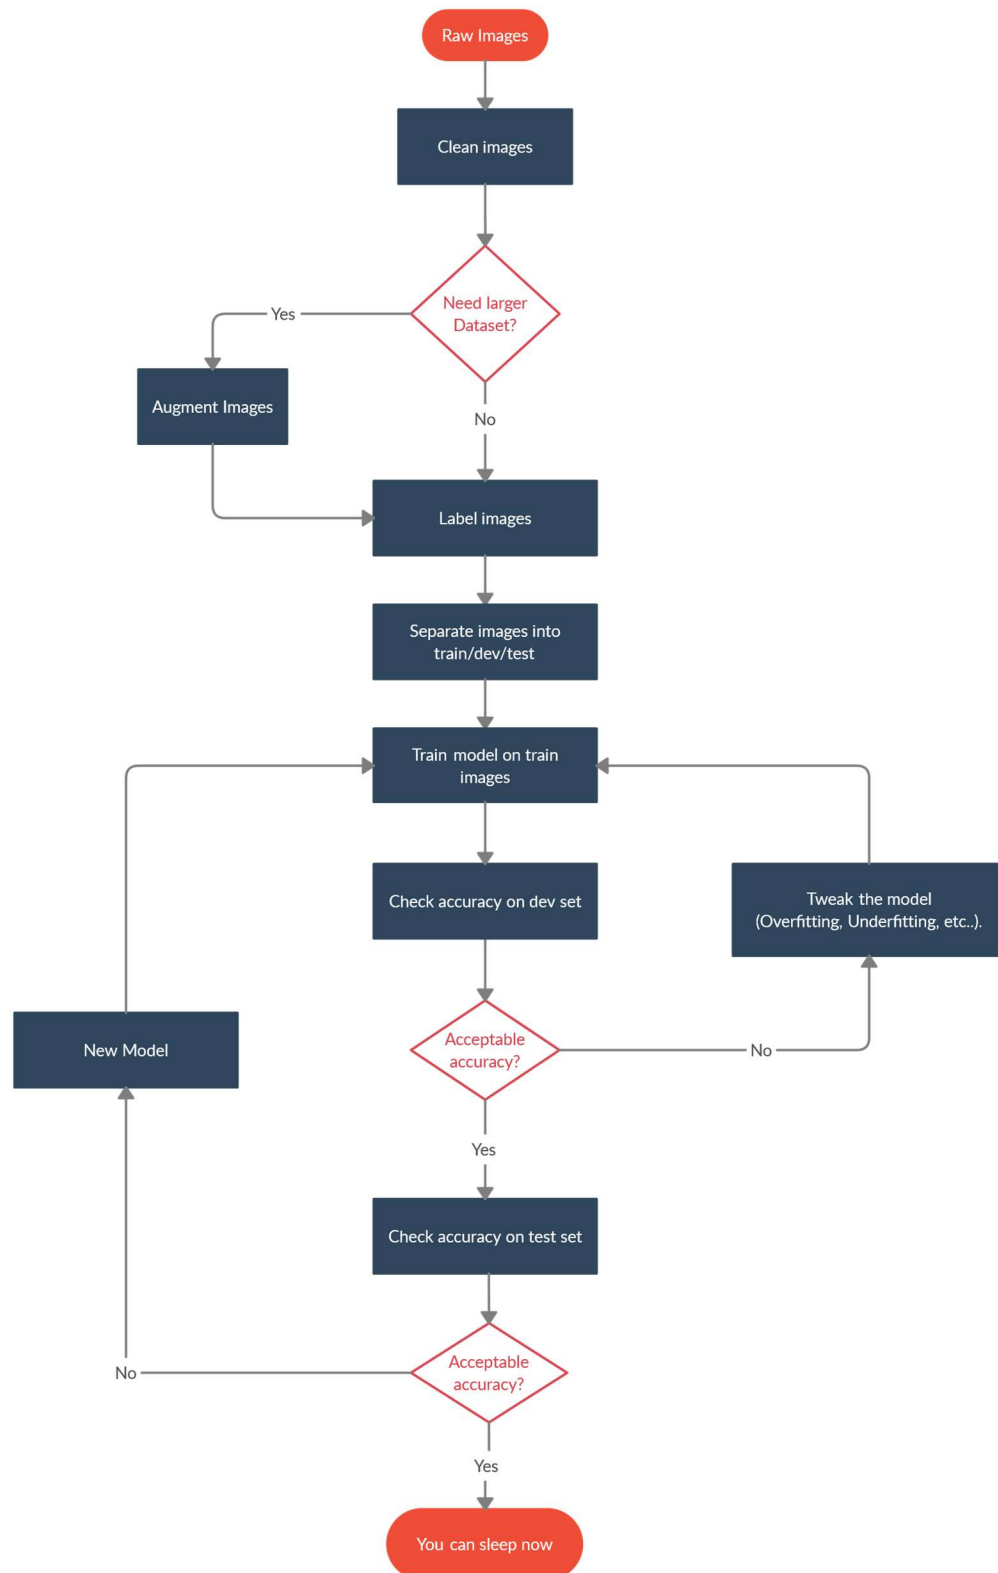 Raw Images
Clean images
Need larger
Dataset?
Yes
No
Augment Images
Label images
Separate images into
train/dev/test
Train model on train
images
Check accuracy on dev set
Tweak the model
(Overfitting, Underfitting, etc..).
Acceptable
accuracy?
No
New Model
Yes
Check accuracy on test set
Acceptable
accuracy?
No
Yes
You can sleep now